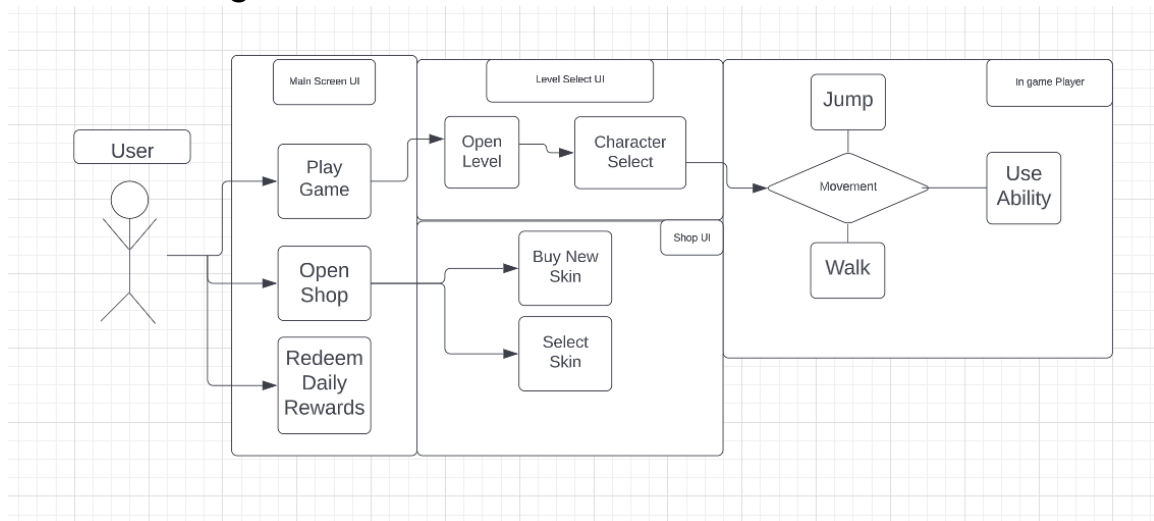 User
Main Screen UI
Play
Game
Open
Shop
Redeem
Daily
Rewards
Level Select UI
Open
Level
Character
Select
Shop UI
Buy New
Skin
Select
Skin
In game Player
Jump
Movement
Use
Ability
Walk